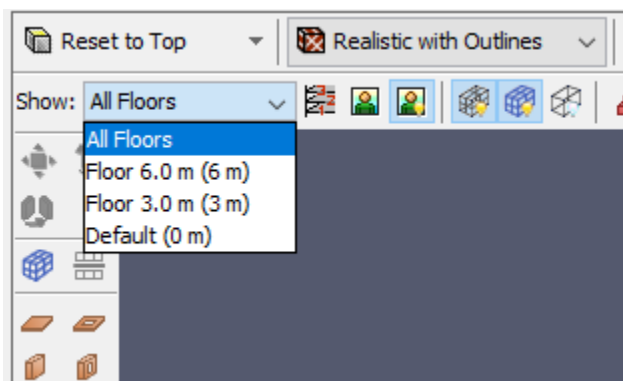 Reset to Top
Realistic with Outlines
Show: All Floors
All Floors
Floor 6.0 m (6 m)
Floor 3.0 m (3 m)
Default (0 m)